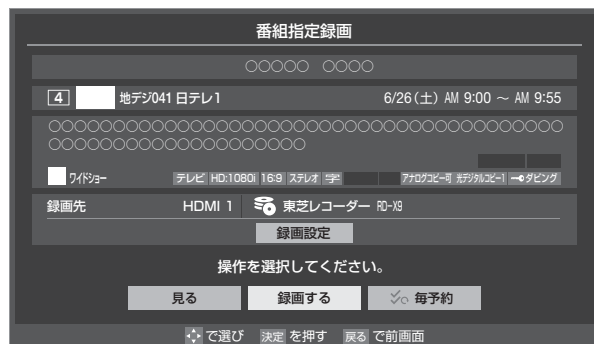 番組指定録画
○○○○○ ○○○○
4 地デジ041 日テレ1 6/26(土) AM 9:00 ～ AM 9:55
○○○○○○○○○○○○○○○○○○○○○○○○○○○○○○○○○○○○○○○○
○○○○○○○○○○○○○○○○○○○○
ワイドショー テレビ HD:1080i 16:9 ステレオ 字 アナログコピー可 光デジタルコピー1 ダビング
録画先 HDMI 1 東芝レコーダー RD-X9
録画設定
操作を選択してください。
見る 録画する 毎予約
で選び 決定 を押す 戻る で前画面